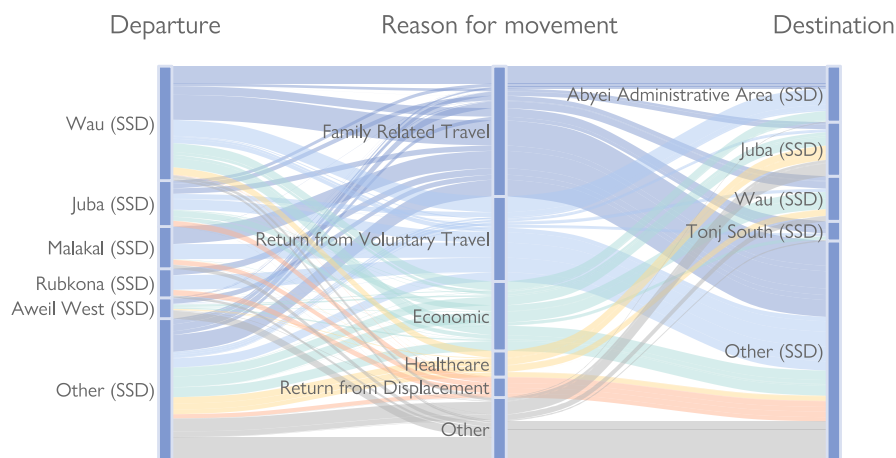 Departure
Reason for movement
Destination
Wau (SSD)
Juba (SSD)
Malakal (SSD)
Rubkona (SSD)
Aweil West (SSD)
Other (SSD)
Family Related Travel
Return from Voluntary Travel
Economic
Healthcare
Return from Displacement
Other
Abyei Administrative Area (SSD)
Juba (SSD)
Wau (SSD)
Tonj South (SSD)
Other (SSD)